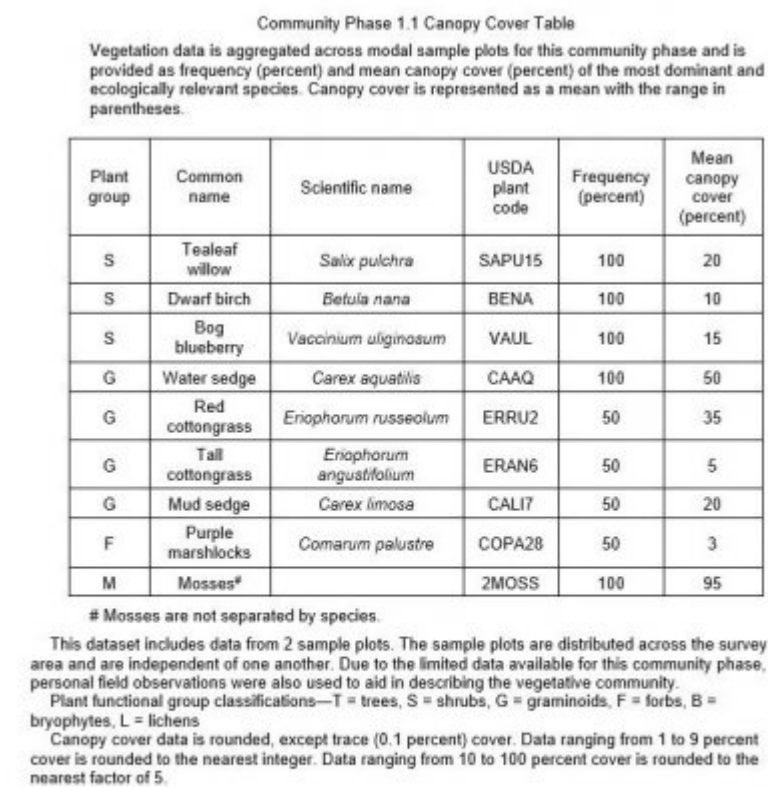 Community Phase 1.1 Canopy Cover Table
Vegetation data is aggregated across modal sample plots for this community phase and is
provided as frequency (percent) and mean canopy cover (percent) of the most dominant and
ecologically relevant species. Canopy cover is represented as a mean with the range in
parentheses.
Plant group Common name Scientific name USDA plant code Frequency (percent) Mean canopy cover (percent)
S Tealeaf willow Salix pulchra SAPU15 100 20
S Dwarf birch Betula nana BENA 100 10
S Bog blueberry Vaccinium uliginosum VAUL 100 15
G Water sedge Carex aquatilis CAAQ 100 50
G Red cottongrass Eriophorum russeolum ERRU2 50 35
G Tall cottongrass Eriophorum angustifolium ERAN6 50 5
G Mud sedge Carex limosa CALI7 50 20
F Purple marshlocks Comarum palustre COPA28 50 3
M Mosses# 2MOSS 100 95
# Mosses are not separated by species.
This dataset includes data from 2 sample plots. The sample plots are distributed across the survey
area and are independent of one another. Due to the limited data available for this community phase,
personal field observations were also used to aid in describing the vegetative community.
Plant functional group classifications—T = trees, S = shrubs, G = graminoids, F = forbs, B =
bryophytes, L = lichens
Canopy cover data is rounded, except trace (0.1 percent) cover. Data ranging from 1 to 9 percent
cover is rounded to the nearest integer. Data ranging from 10 to 100 percent cover is rounded to the
nearest factor of 5.